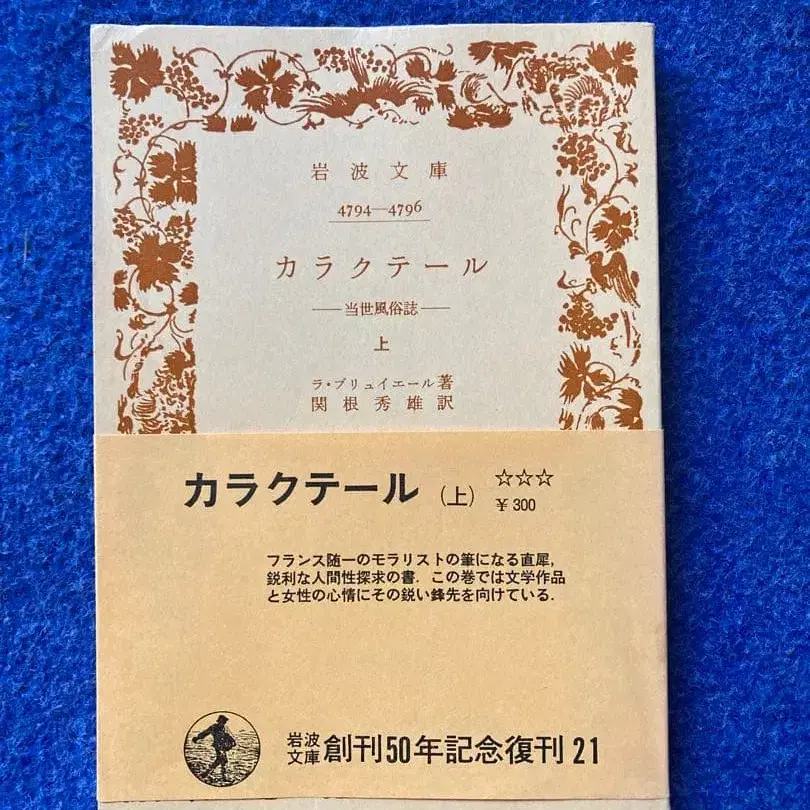 岩波文庫
4794—4796
カラクテール
——当世風俗誌——
上
ラ・ブリュイエール著
関根秀雄訳
カラクテール (上) ☆☆☆
￥300
フランス随一のモラリストの筆になる直犀,
鋭利な人間性探求の書. この巻では文学作品
と女性の心情にその鋭い鋒先を向けている.
岩波文庫 創刊50年記念復刊 21